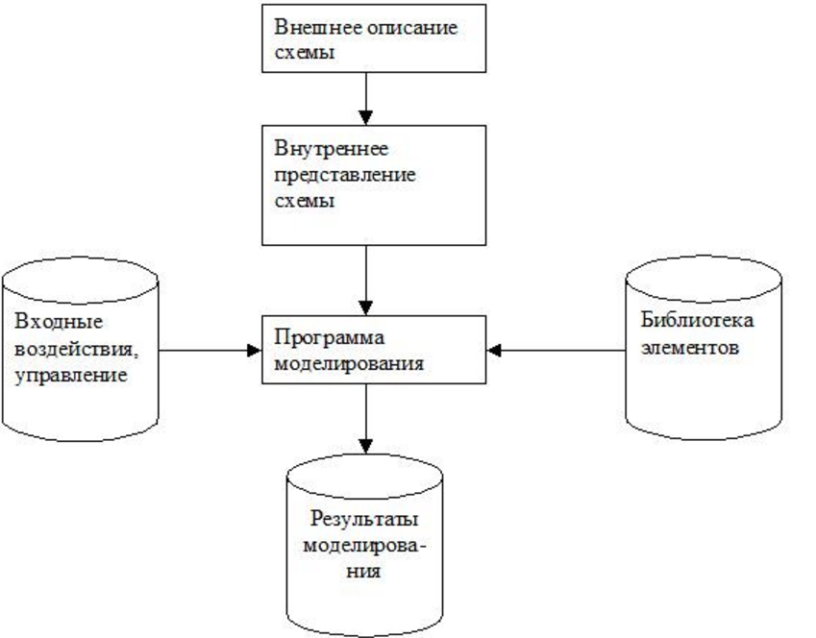 Внешнее описание
схемы
Внутреннее
представление
схемы
Входные
воздействия,
управление
Программа
моделирования
Библиотека
элементов
Результаты
моделирова-
ния